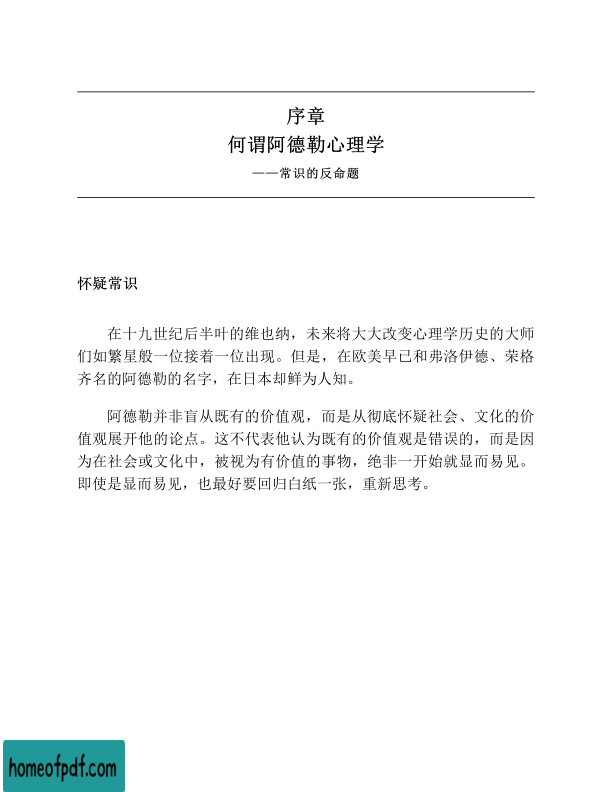 序章
何谓阿德勒心理学
——常识的反命题
怀疑常识
在十九世纪后半叶的维也纳，未来将大大改变心理学历史的大师
们如繁星般一位接着一位出现。但是，在欧美早已和弗洛伊德、荣格
齐名的阿德勒的名字，在日本却鲜为人知。
阿德勒并非盲从既有的价值观，而是从彻底怀疑社会、文化的价
值观展开他的论点。这不代表他认为既有的价值观是错误的，而是因
为在社会或文化中，被视为有价值的事物，绝非一开始就显而易见。
即使是显而易见，也最好要回归白纸一张，重新思考。
homeofpdf.com